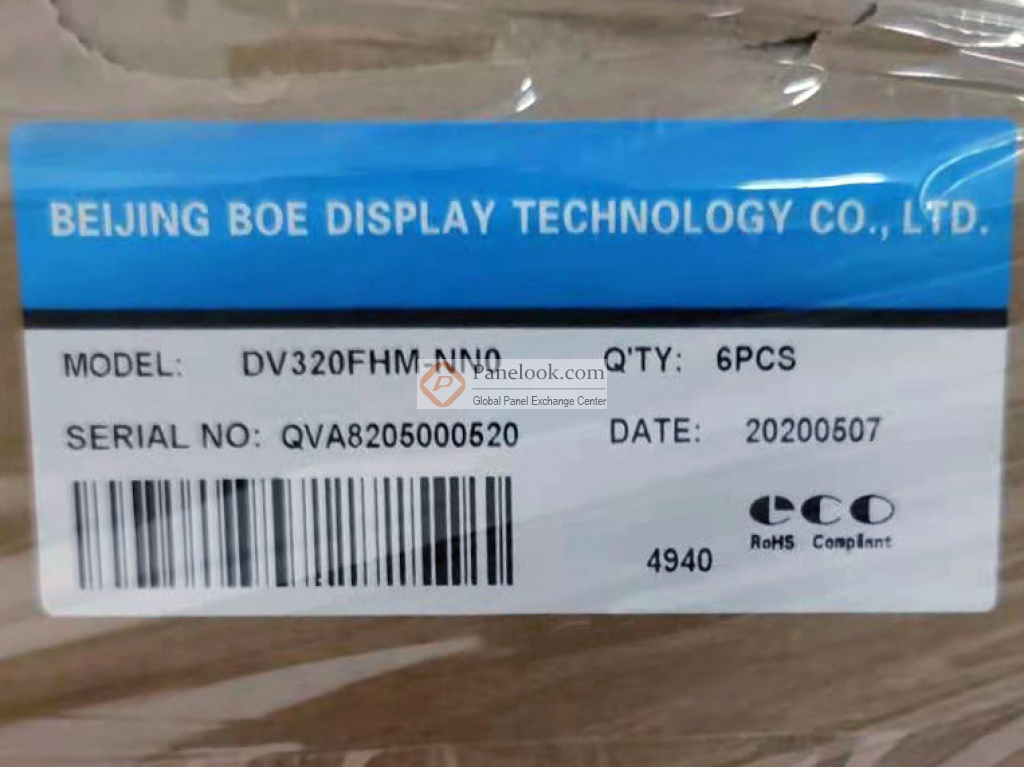 BEIJING BOE DISPLAY TECHNOLOGY CO., LTD.
MODEL: DV320FHM-NN0 Q'TY: 6PCS
Panelook.com
Global Panel Exchange Center
SERIAL NO: QVA8205000520 DATE: 20200507
eco
RoHS Compliant
4940